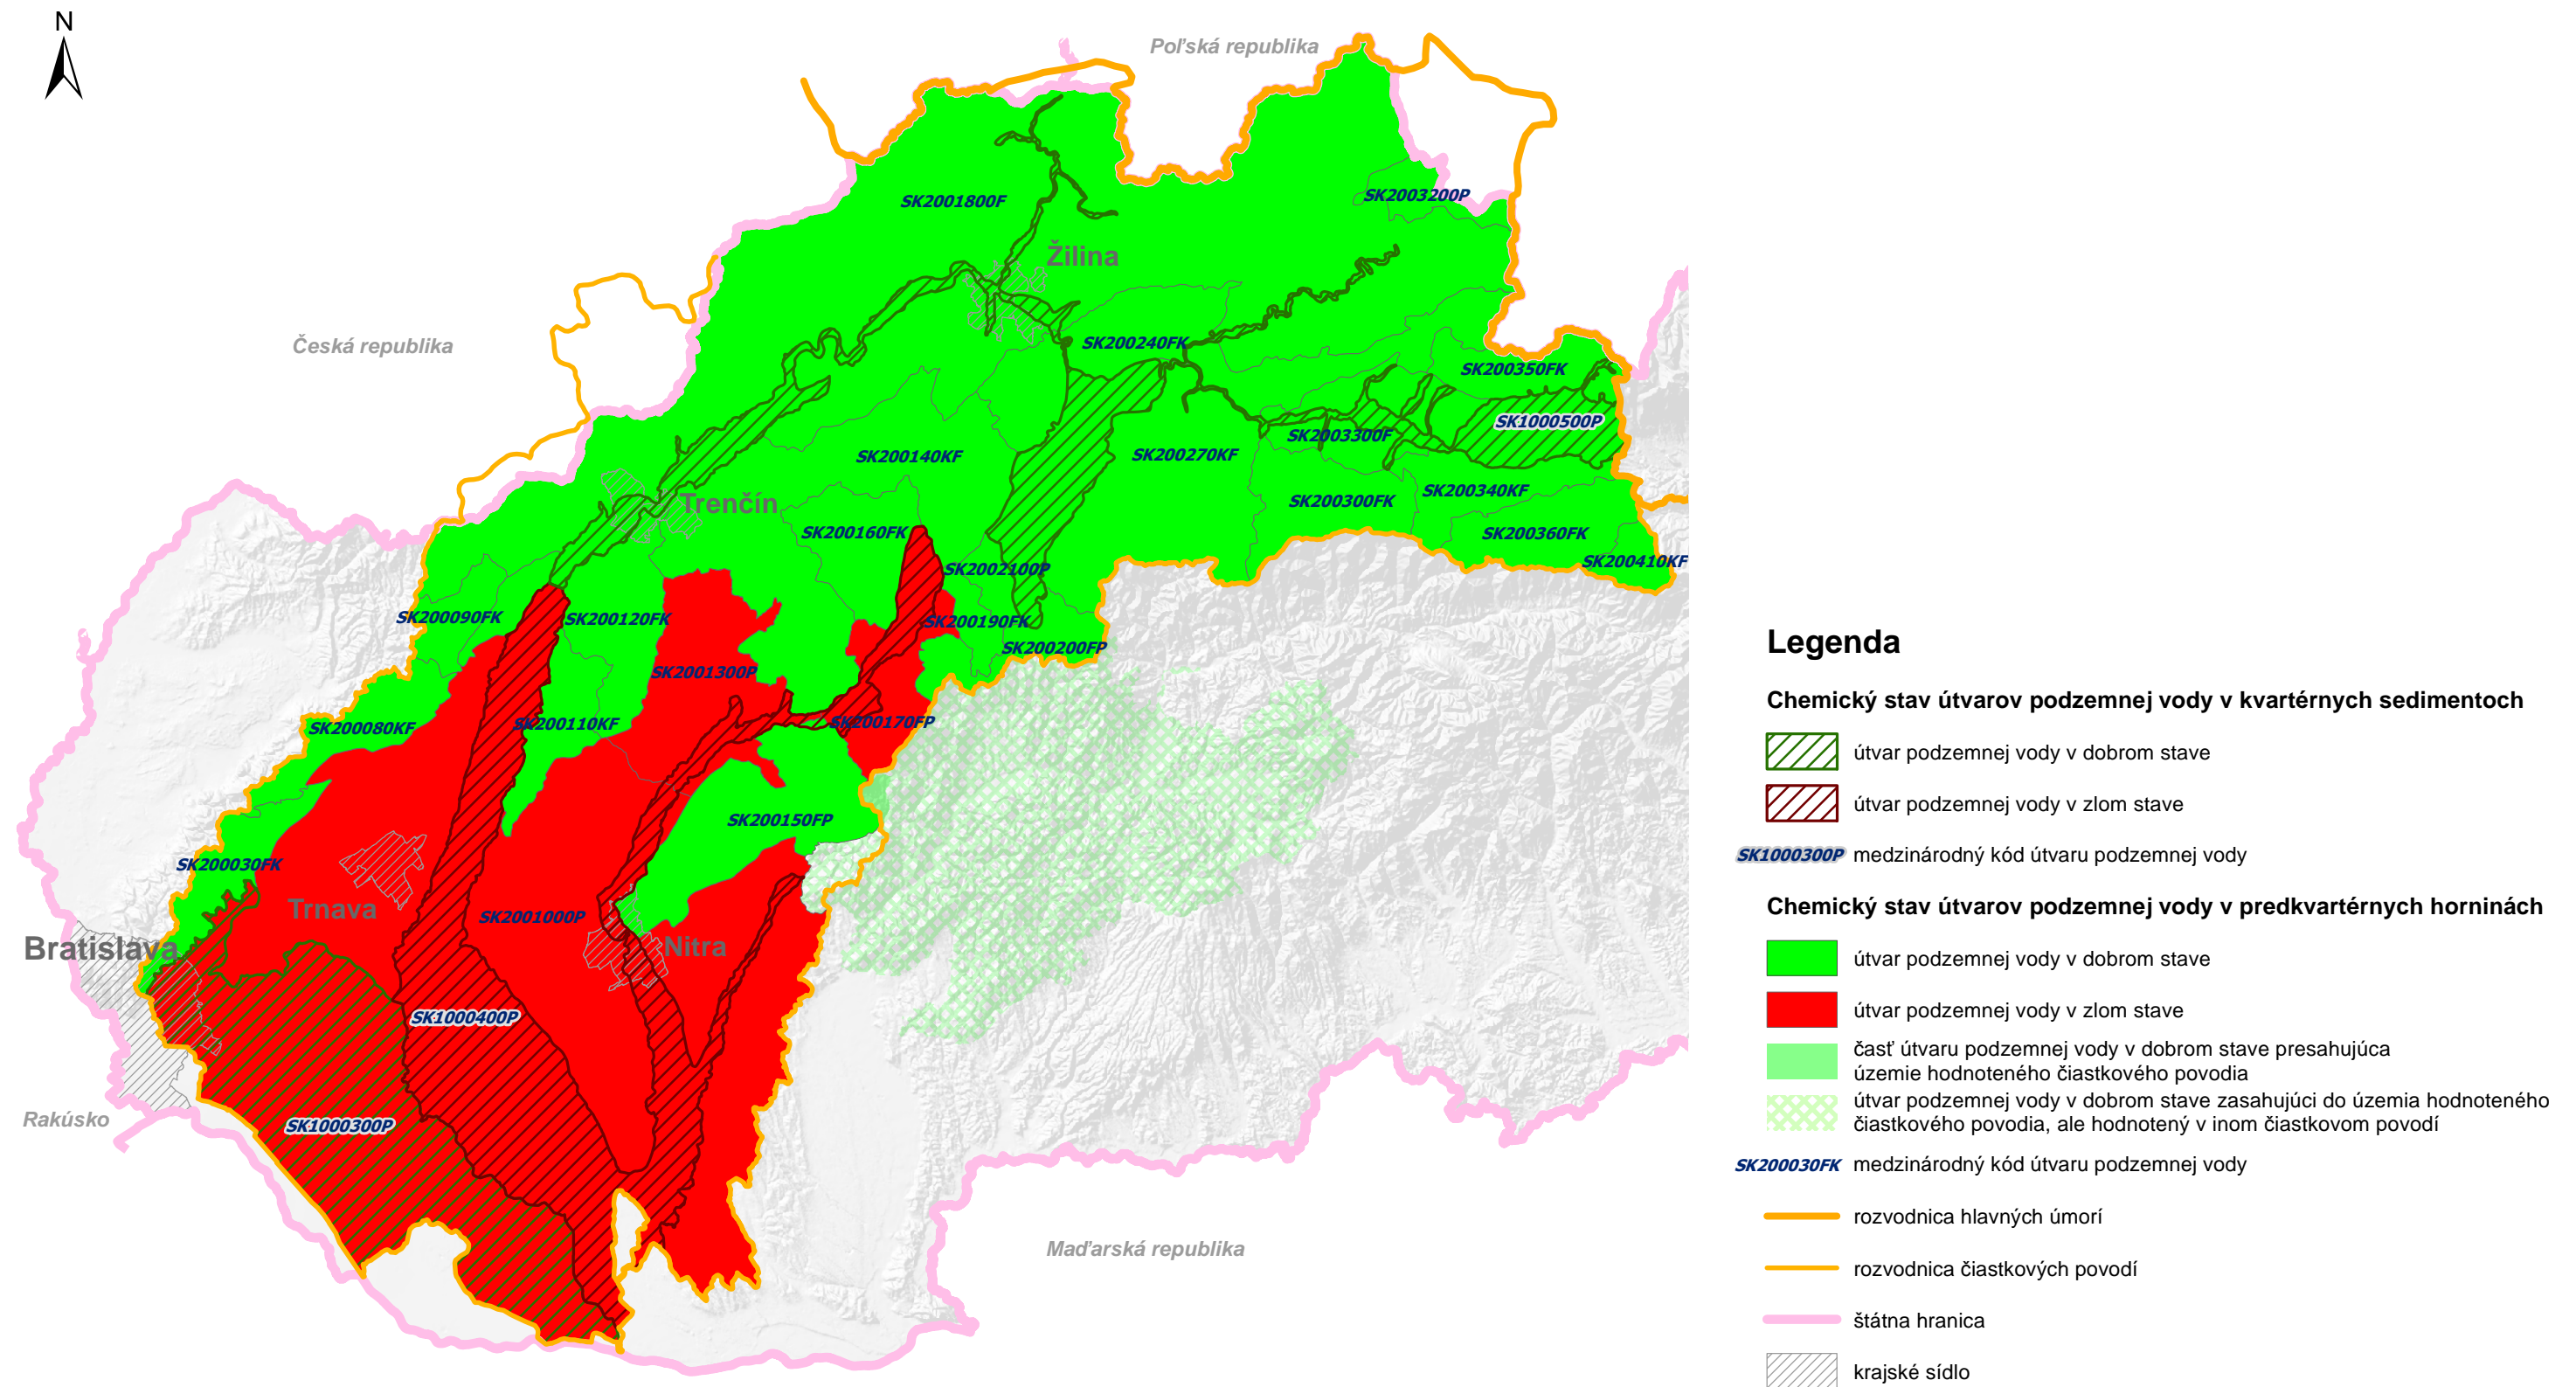 N
Poľská republika
SK2003200P
SK2001800F
Žilina
Česká republika
SK200240FK
SK200350FK
SK1000500P
SK2003300F
SK200140KF
SK200270KF
SK200340KF
SK200300FK
Trenčín
SK200160FK
SK200360FK
SK200410KF
SK2002100P
SK200090FK
SK200120FK
SK200190FK
SK200200FP
SK2001300P
SK200080KF
SK200110KF
SK200170FP
SK200150FP
SK200030FK
Trnava
SK2001000P
Bratislava
Nitra
SK1000400P
Rakúsko
SK1000300P
Maďarská republika
Legenda
Chemický stav útvarov podzemnej vody v kvartérnych sedimentoch
útvar podzemnej vody v dobrom stave
útvar podzemnej vody v zlom stave
SK1000300P medzinárodný kód útvaru podzemnej vody
Chemický stav útvarov podzemnej vody v predkvartérnych horninách
útvar podzemnej vody v dobrom stave
útvar podzemnej vody v zlom stave
časť útvaru podzemnej vody v dobrom stave presahujúca
územie hodnoteného čiastkového povodia
útvar podzemnej vody v dobrom stave zasahujúci do územia hodnoteného
čiastkového povodia, ale hodnotený v inom čiastkovom povodí
SK200030FK medzinárodný kód útvaru podzemnej vody
rozvodnica hlavných úmorí
rozvodnica čiastkových povodí
štátna hranica
krajské sídlo